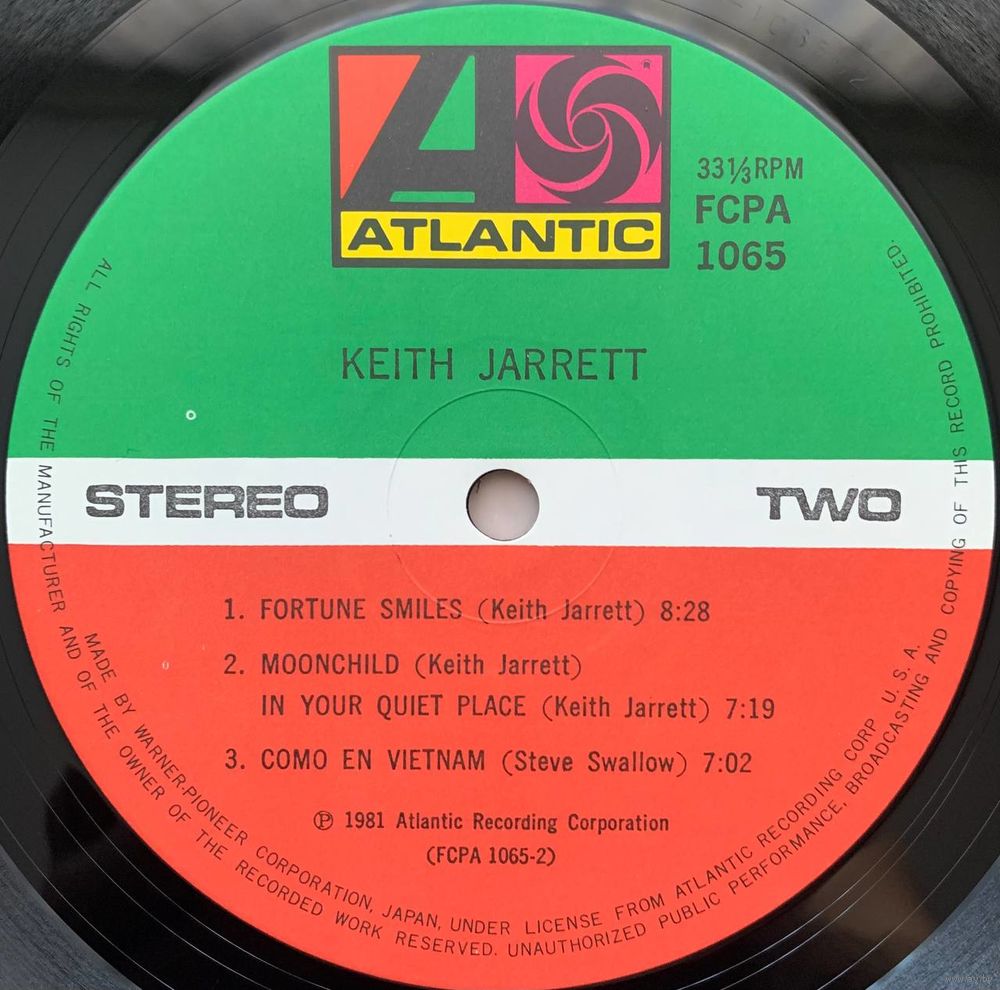 ATLANTIC
®
33⅓RPM
FCPA
1065
KEITH JARRETT
STEREO
TWO
1. FORTUNE SMILES (Keith Jarrett) 8:28
2. MOONCHILD (Keith Jarrett)
IN YOUR QUIET PLACE (Keith Jarrett) 7:19
3. COMO EN VIETNAM (Steve Swallow) 7:02
℗ 1981 Atlantic Recording Corporation
(FCPA 1065-2)
MADE BY WARNER-PIONEER CORPORATION, JAPAN, UNDER LICENSE FROM ATLANTIC RECORDING CORP U. S. A.
ALL RIGHTS OF THE MANUFACTURER AND OF THE OWNER OF THE RECORDED WORK RESERVED. UNAUTHORIZED PUBLIC PERFORMANCE, BROADCASTING AND COPYING OF THIS RECORD PROHIBITED.